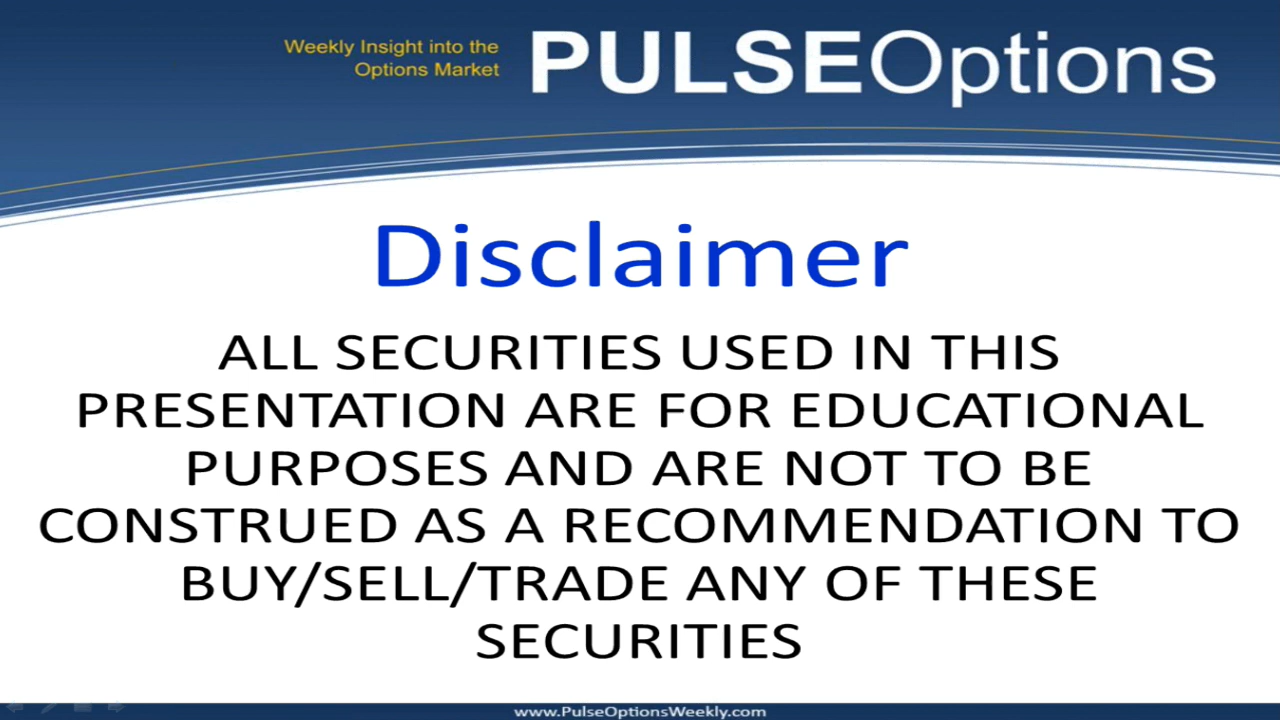 Weekly Insight into the
Options Market
PULSEOptions
Disclaimer
ALL SECURITIES USED IN THIS
PRESENTATION ARE FOR EDUCATIONAL
PURPOSES AND ARE NOT TO BE
CONSTRUED AS A RECOMMENDATION TO
BUY/SELL/TRADE ANY OF THESE
SECURITIES
www.PulseOptionsWeekly.com